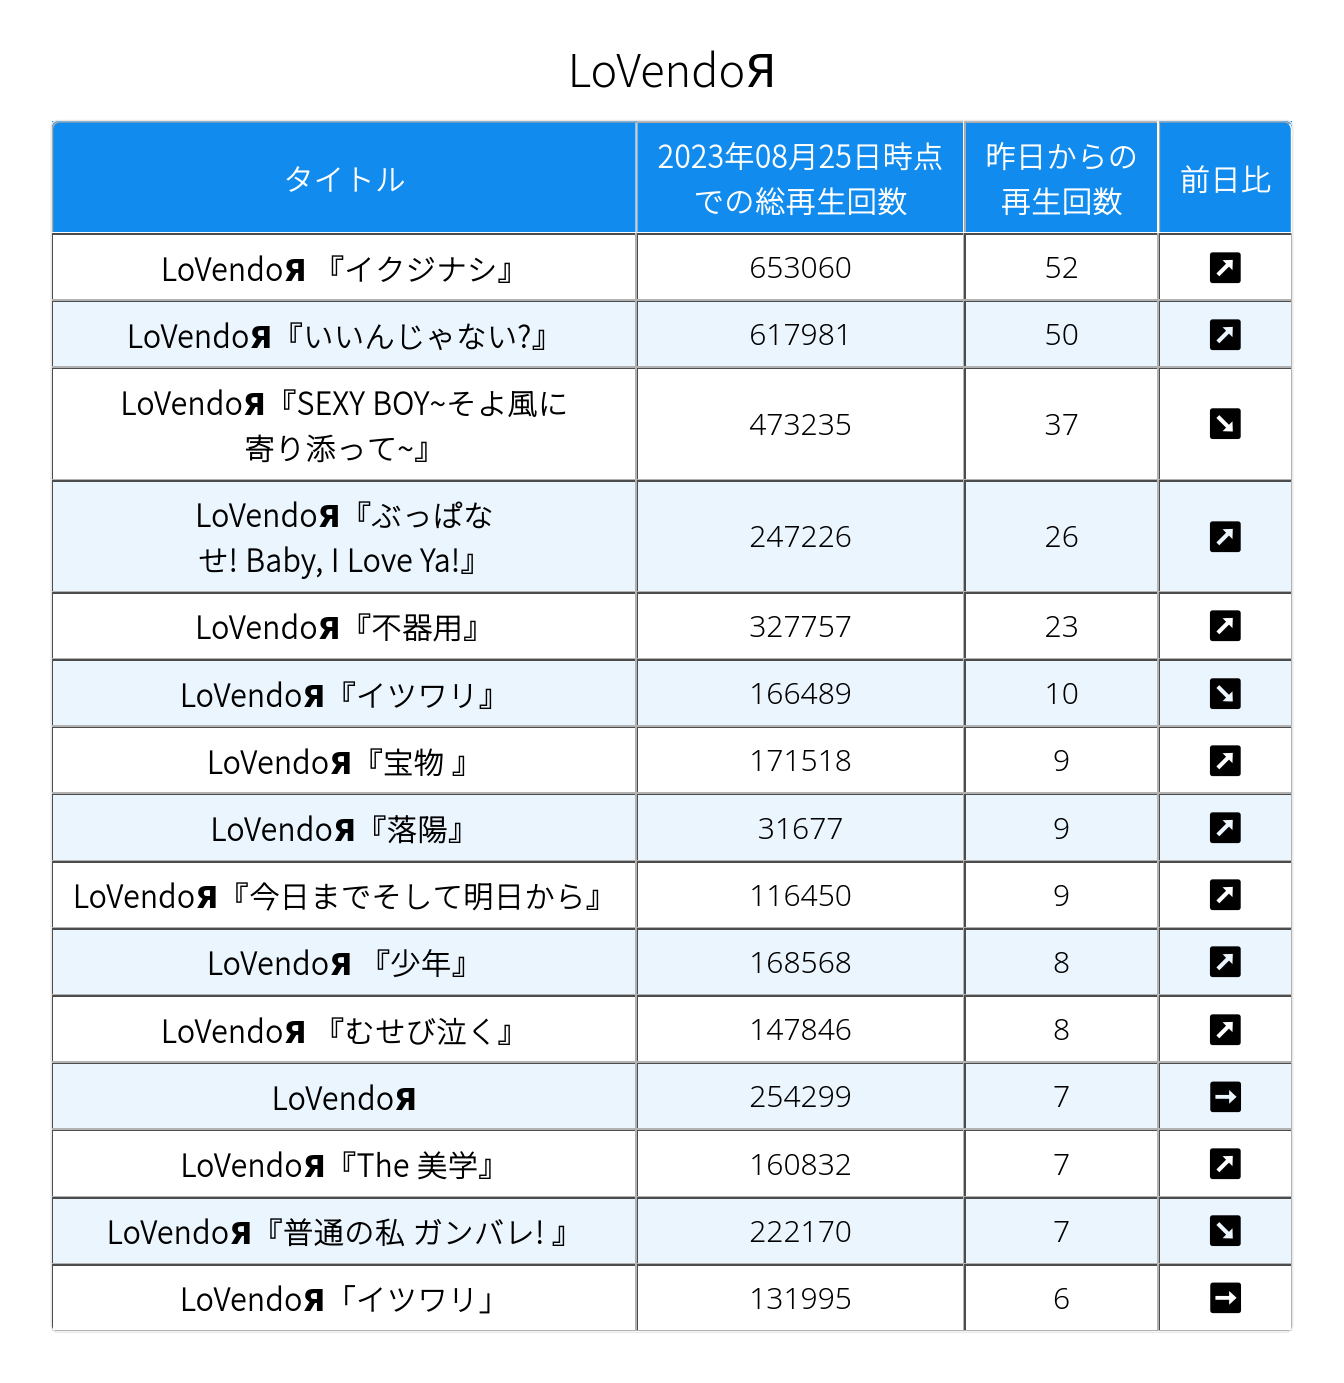 LoVendoЯ
タイトル
2023年08月25日時点
での総再生回数
昨日からの
再生回数
前日比
LoVendoЯ 『イクジナシ』
653060
52
LoVendoЯ『いいんじゃない?』
617981
50
LoVendoЯ『SEXY BOY~そよ風に
寄り添って~』
473235
37
LoVendoЯ『ぶっぱな
せ! Baby, I Love Ya!』
247226
26
LoVendoЯ『不器用』
327757
23
LoVendoЯ『イツワリ』
166489
10
LoVendoЯ『宝物 』
171518
9
LoVendoЯ『落陽』
31677
9
LoVendoЯ『今日までそして明日から』
116450
9
LoVendoЯ 『少年』
168568
8
LoVendoЯ 『むせび泣く』
147846
8
LoVendoЯ
254299
7
LoVendoЯ『The 美学』
160832
7
LoVendoЯ『普通の私 ガンバレ! 』
222170
7
LoVendoЯ「イツワリ」
131995
6